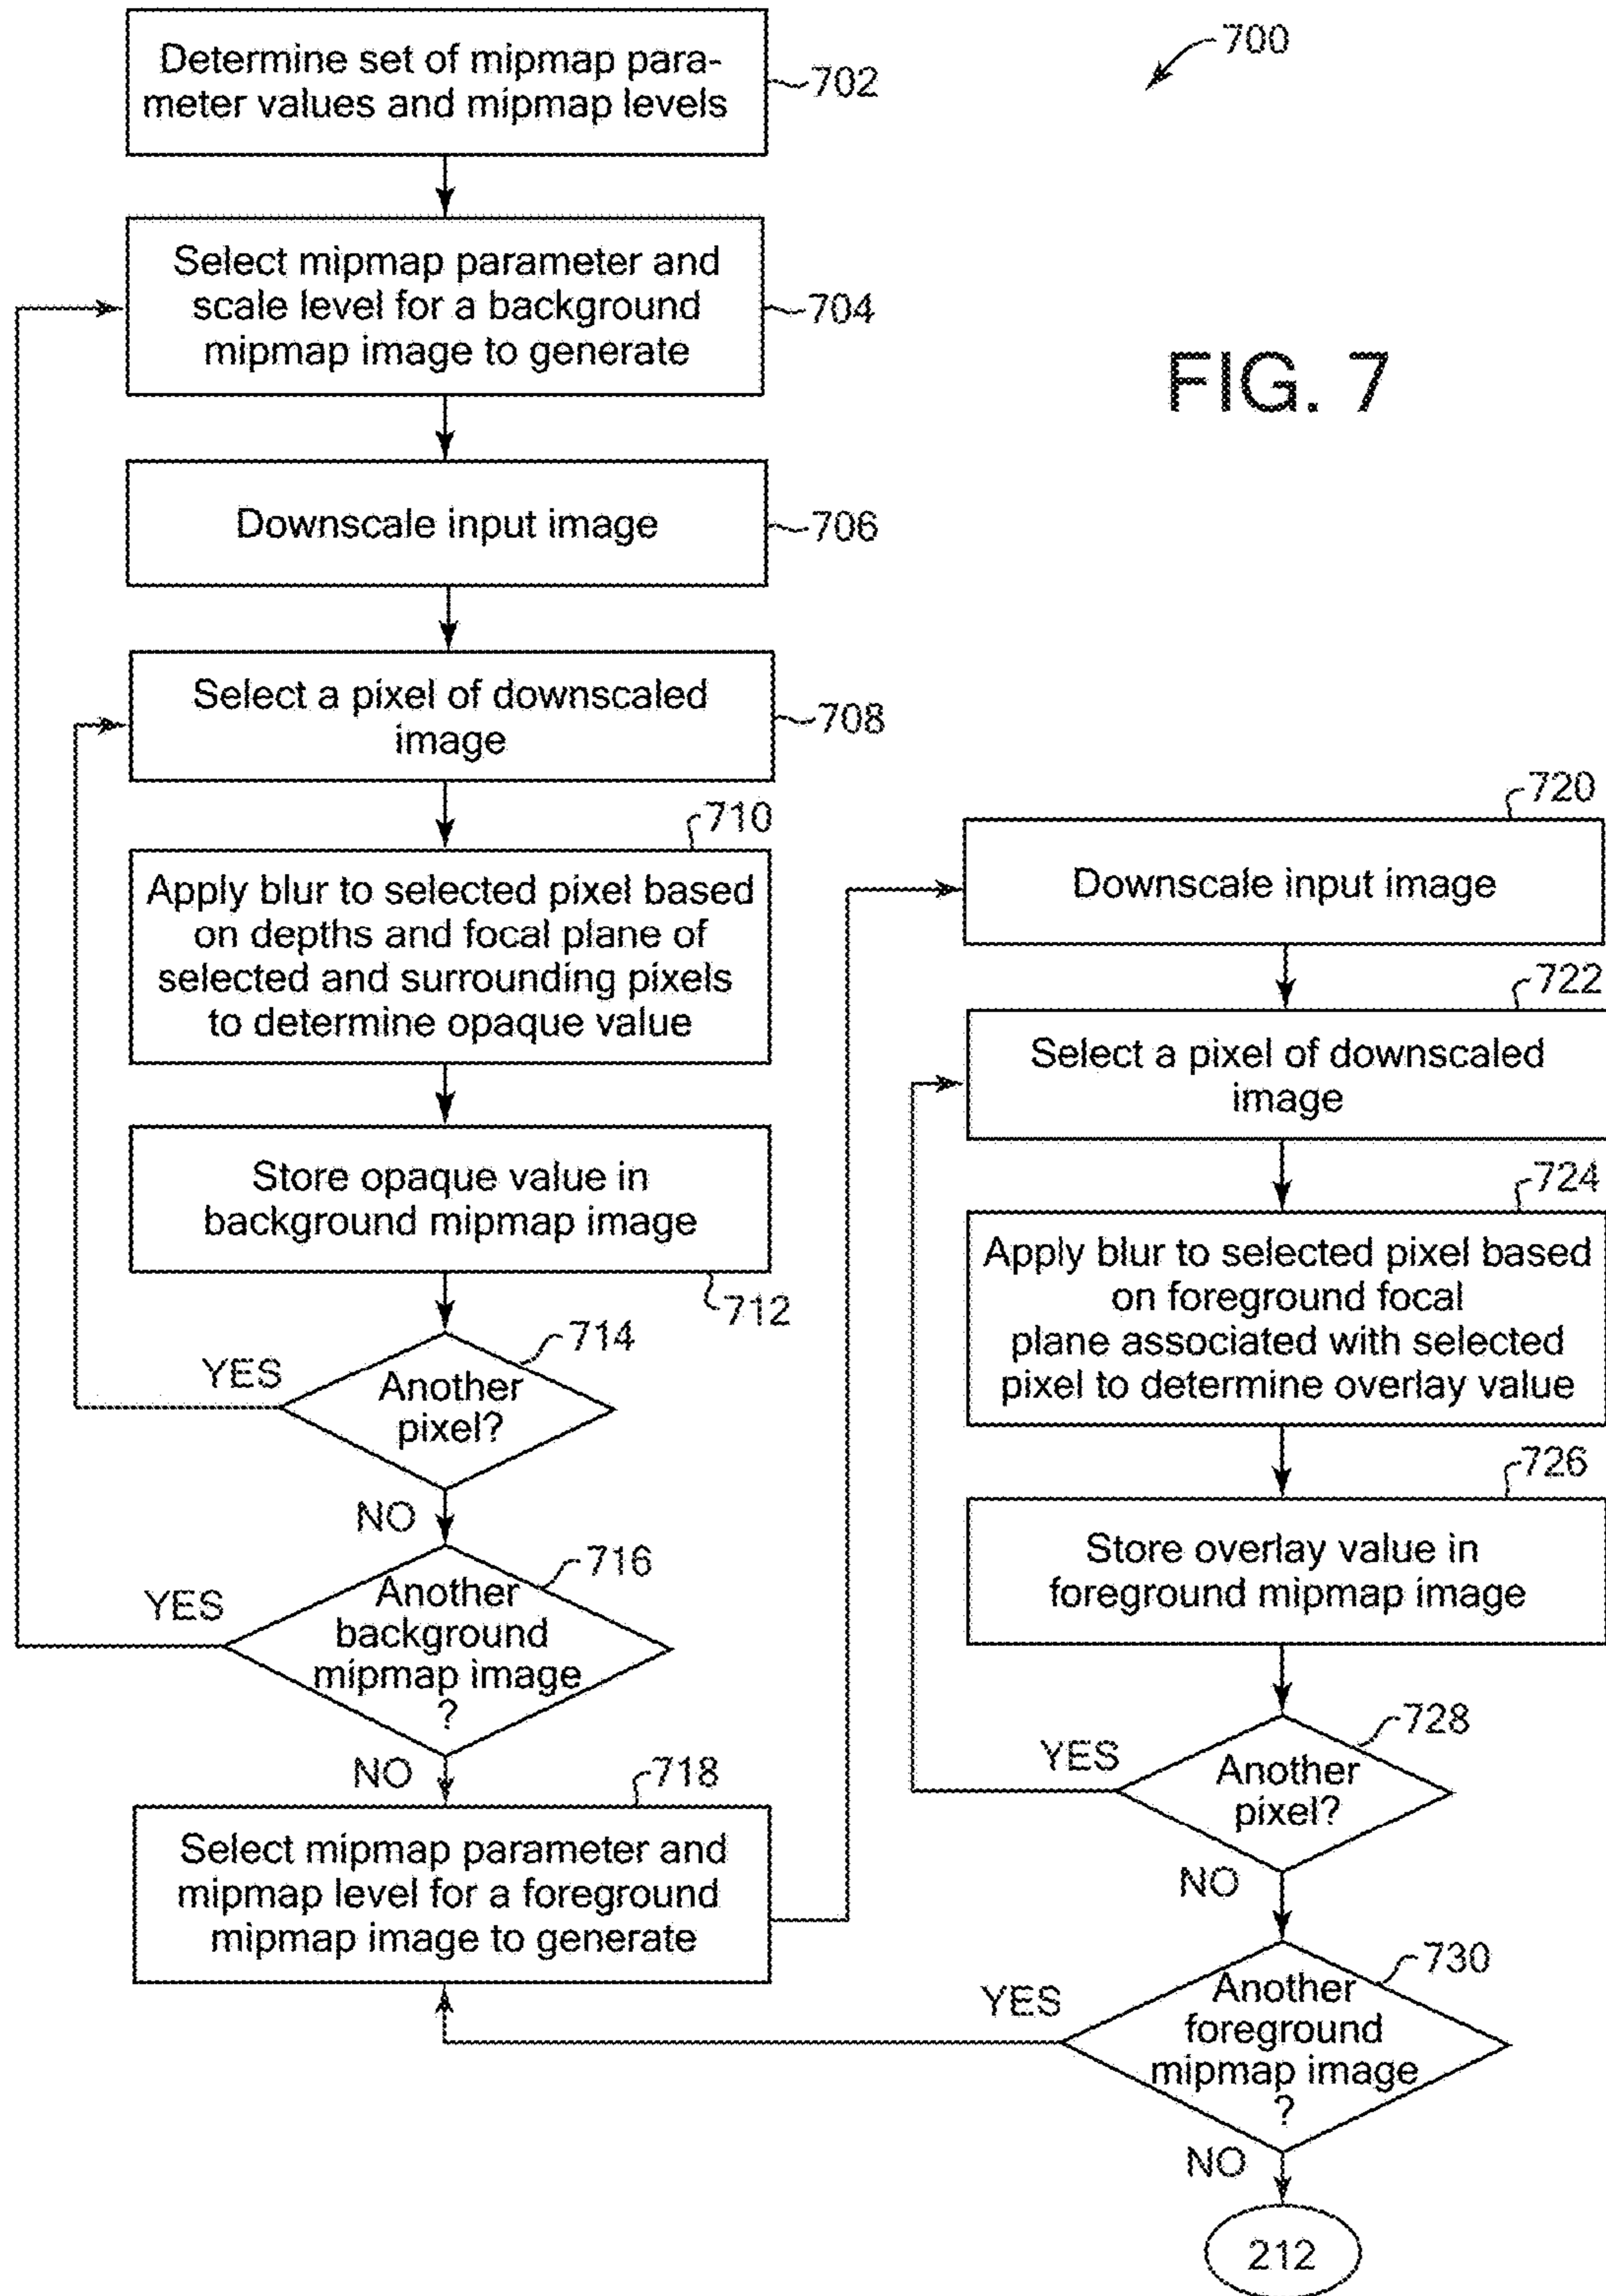 700
Determine set of mipmap para-
meter values and mipmap levels
702
Select mipmap parameter and
scale level for a background
mipmap image to generate
704
FIG. 7
Downscale input image
706
Select a pixel of downscaled
image
708
710
Apply blur to selected pixel based
on depths and focal plane of
selected and surrounding pixels
to determine opaque value
Store opaque value in
background mipmap image
712
714
YES
Another
pixel?
NO
716
YES
Another
background
mipmap image
?
NO
718
Select mipmap parameter and
mipmap level for a foreground
mipmap image to generate
720
Downscale input image
722
Select a pixel of downscaled
image
724
Apply blur to selected pixel based
on foreground focal
plane associated with selected
pixel to determine overlay value
726
Store overlay value in
foreground mipmap image
728
YES
Another
pixel?
NO
730
YES
Another
foreground
mipmap image
?
NO
212